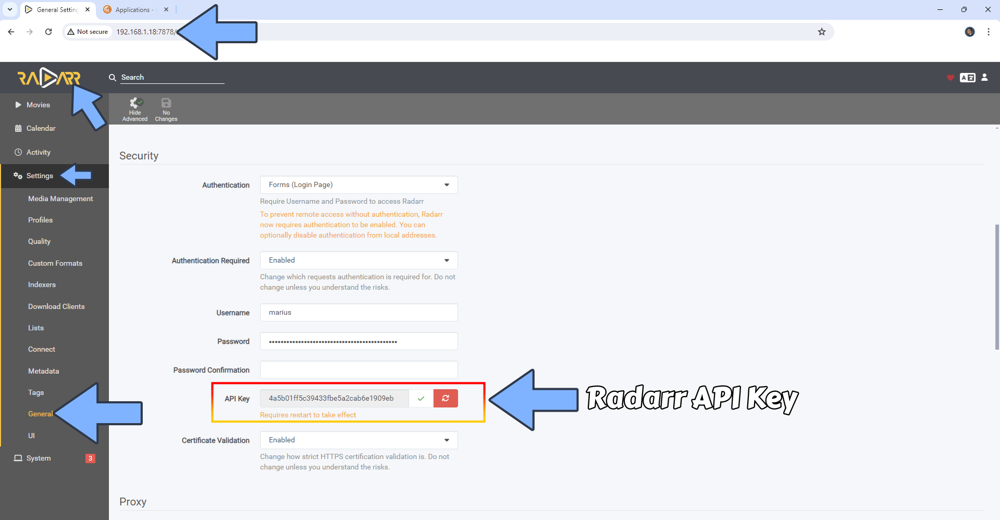 General Setting
Applications -
Not secure
192.168.1.18:7878/
RADARR
Search
Hide
Advanced
No
Changes
Movies
Calendar
Activity
Settings
Media Management
Profiles
Quality
Custom Formats
Indexers
Download Clients
Lists
Connect
Metadata
Tags
General
UI
System
3
Security
Authentication
Forms (Login Page)
Require Username and Password to access Radarr
To prevent remote access without authentication, Radarr
now requires authentication to be enabled. You can
optionally disable authentication from local addresses.
Authentication Required
Enabled
Change which requests authentication is required for. Do not
change unless you understand the risks.
Username
marius
Password
Password Confirmation
API Key
4a5b01ff5c39433fbe5a2cab6e1909eb
Requires restart to take effect
Radarr API Key
Certificate Validation
Enabled
Change how strict HTTPS certification validation is. Do not
change unless you understand the risks.
Proxy